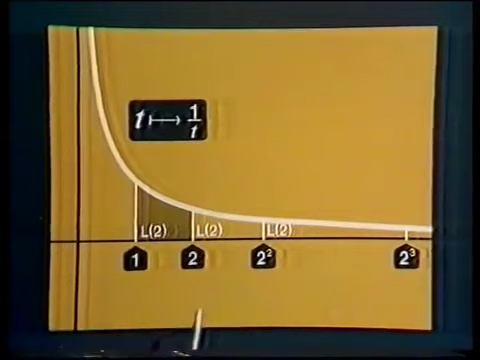 t ⟼ 1/t
L(2) L(2) L(2)
1 2 2² 2³